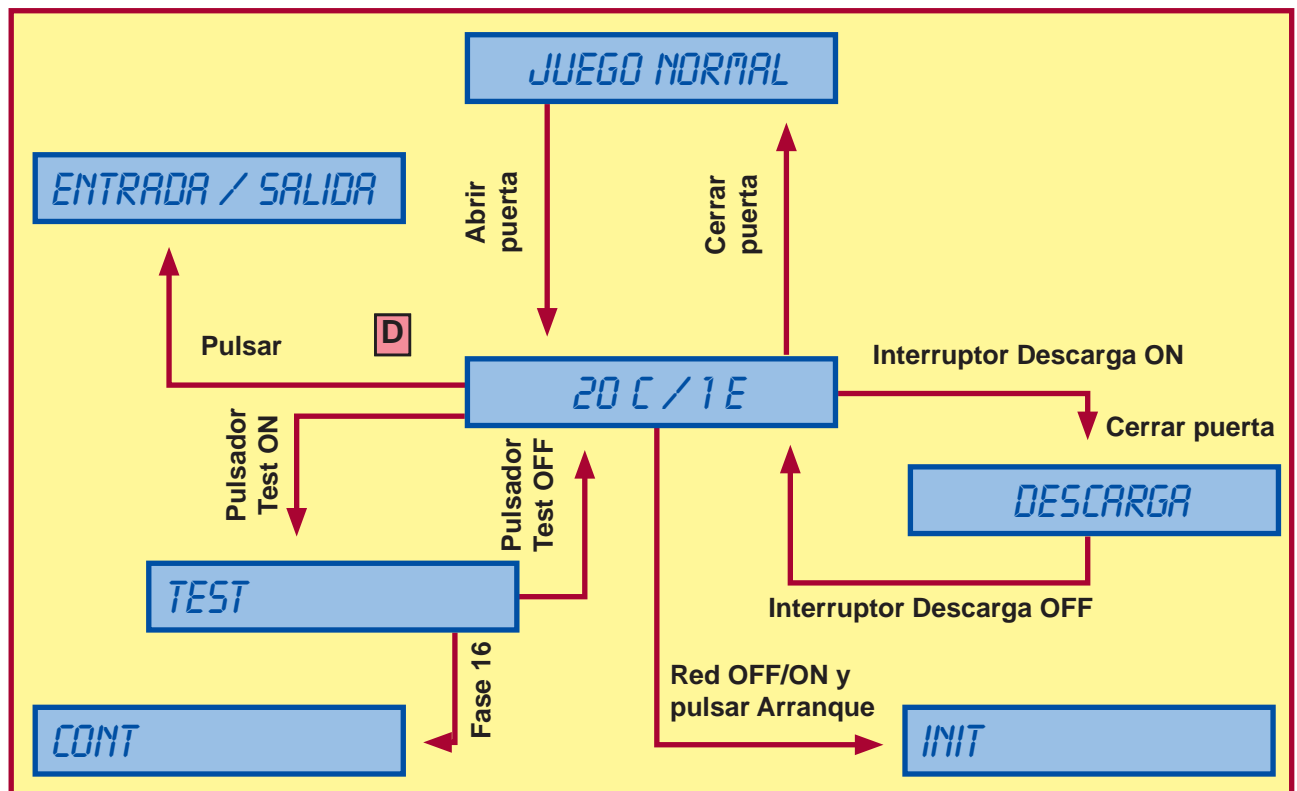 JUEGO NORMAL
ENTRADA / SALIDA
Abrir
puerta
Cerrar
puerta
Pulsar
D
Interruptor Descarga ON
20 C / 1 E
Cerrar puerta
Pulsador
Test ON
Pulsador
Test OFF
DESCARGA
TEST
Interruptor Descarga OFF
Fase 16
Red OFF/ON y
pulsar Arranque
CONT
INIT